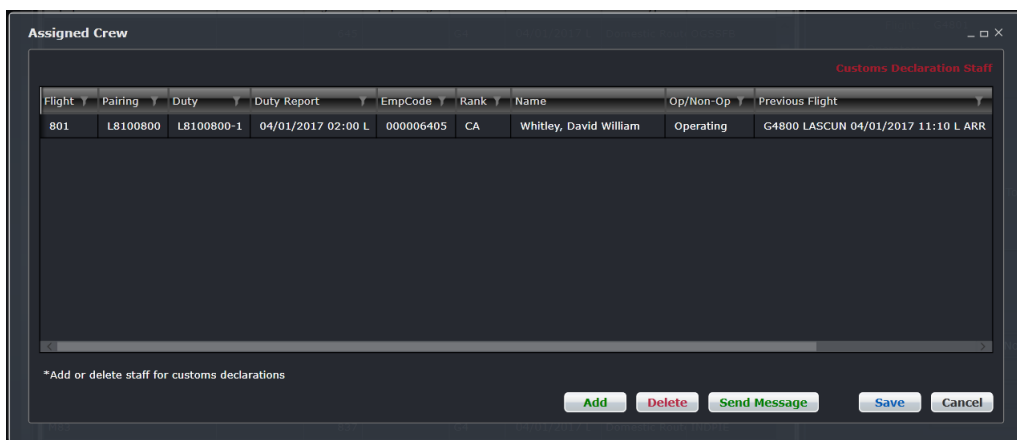 Assigned Crew
Customs Declaration Staff
Flight Pairing Duty Duty Report EmpCode Rank Name Op/Non-Op Previous Flight
801 L8100800 L8100800-1 04/01/2017 02:00 L 000006405 CA Whitley, David William Operating G4800 LASCUN 04/01/2017 11:10 L ARR
*Add or delete staff for customs declarations
Add Delete Send Message Save Cancel